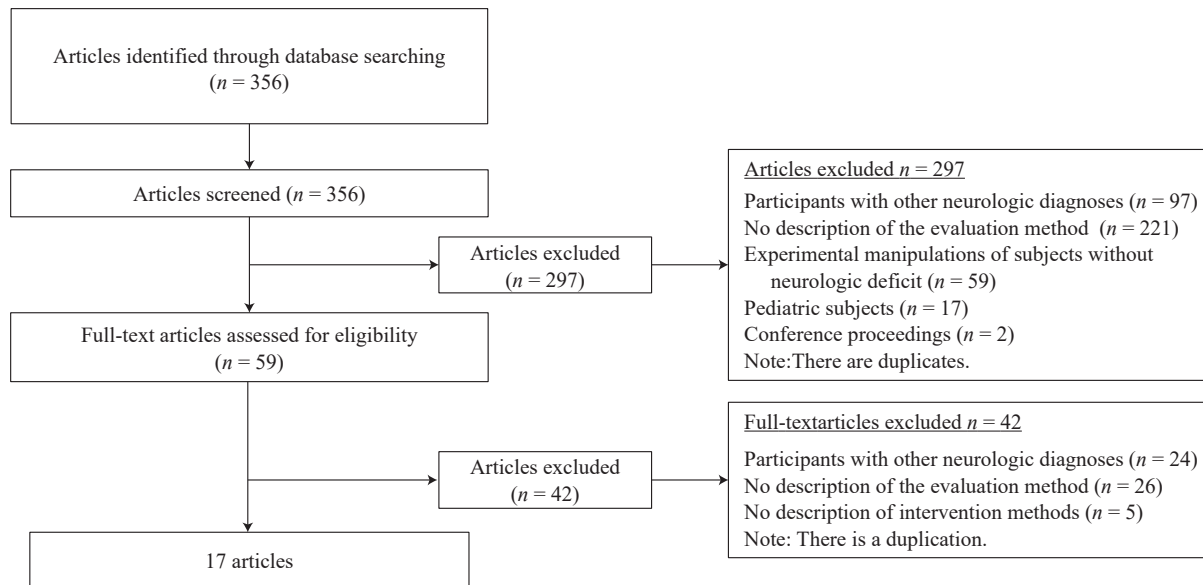 Articles identified through database searching
(n = 356)
Articles screened (n = 356)
Articles excluded
(n = 297)
Articles excluded n = 297
Participants with other neurologic diagnoses (n = 97)
No description of the evaluation method (n = 221)
Experimental manipulations of subjects without
neurologic deficit (n = 59)
Pediatric subjects (n = 17)
Conference proceedings (n = 2)
Note:There are duplicates.
Full-text articles assessed for eligibility
(n = 59)
Articles excluded
(n = 42)
Full-textarticles excluded n = 42
Participants with other neurologic diagnoses (n = 24)
No description of the evaluation method (n = 26)
No description of intervention methods (n = 5)
Note: There is a duplication.
17 articles